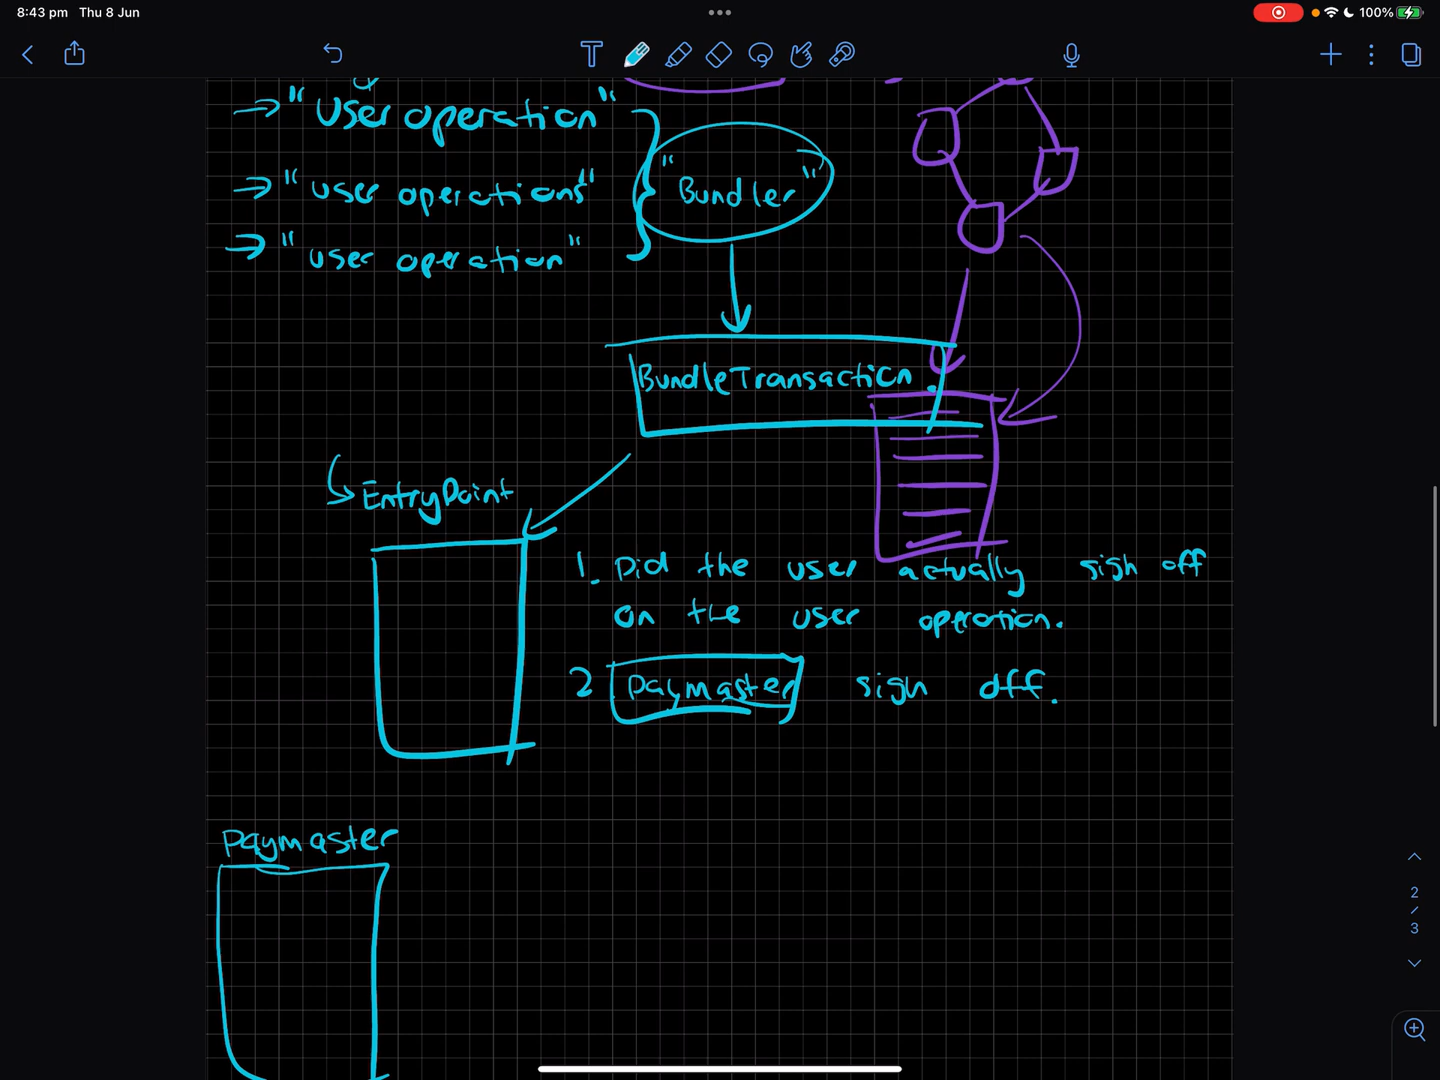 8:43 pm Thu 8 Jun
100%
→ "User operation"
→ "user operations"
→ "user operation"
"Bundler"
BundleTransaction.
EntryPoint
1. Did the user actually sign off
on the user operation.
2 Paymaster sign off.
Paymaster
2
/
3